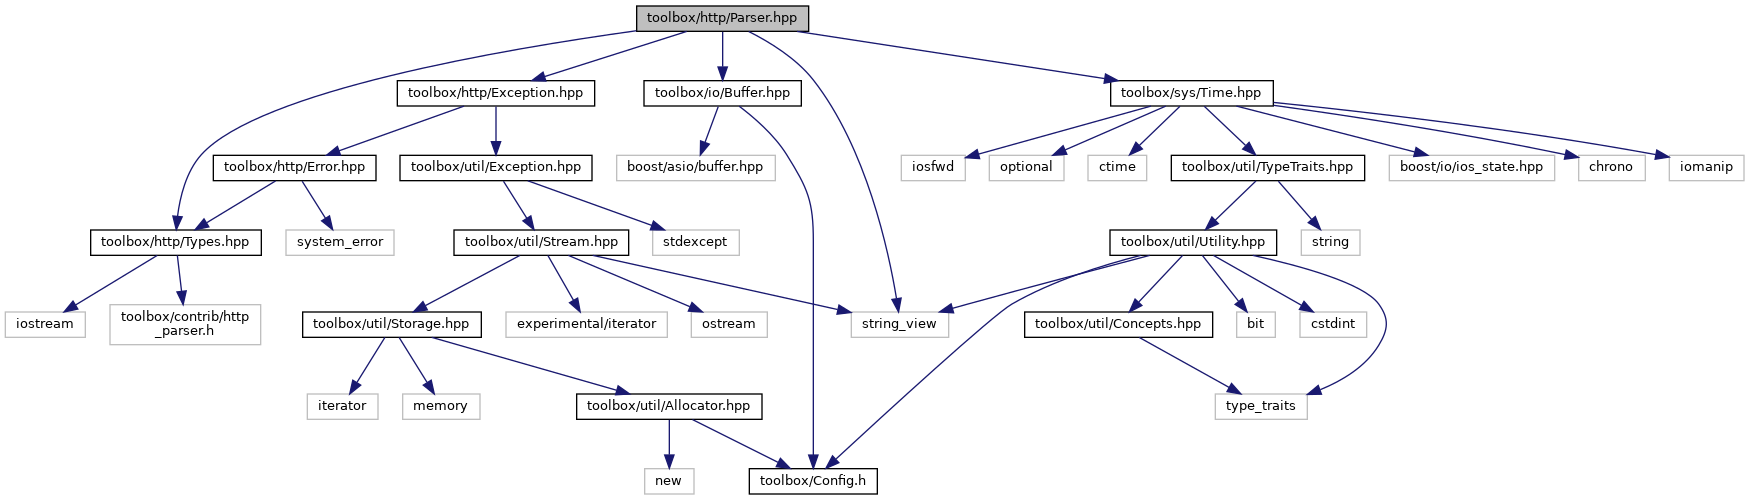 toolbox/http/Parser.hpp
toolbox/http/Exception.hpp
toolbox/io/Buffer.hpp
toolbox/sys/Time.hpp
toolbox/http/Error.hpp
toolbox/util/Exception.hpp
boost/asio/buffer.hpp
iosfwd
optional
ctime
toolbox/util/TypeTraits.hpp
boost/io/ios_state.hpp
chrono
iomanip
toolbox/http/Types.hpp
system_error
toolbox/util/Stream.hpp
stdexcept
toolbox/util/Utility.hpp
string
iostream
toolbox/contrib/http
_parser.h
toolbox/util/Storage.hpp
experimental/iterator
ostream
string_view
toolbox/util/Concepts.hpp
bit
cstdint
iterator
memory
toolbox/util/Allocator.hpp
type_traits
new
toolbox/Config.h